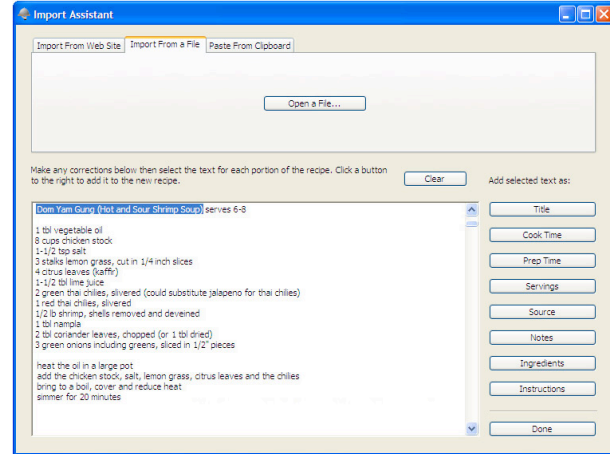 Import Assistant
Import From Web Site
Import From a File
Paste From Clipboard
Open a File...
Make any corrections below then select the text for each portion of the recipe. Click a button
to the right to add it to the new recipe.
Clear
Add selected text as:
Dom Yam Gung (Hot and Sour Shrimp Soup) serves 6-8
1 tbl vegetable oil
8 cups chicken stock
1-1/2 tsp salt
3 stalks lemon grass, cut in 1/4 inch slices
4 citrus leaves (kaffir)
1-1/2 tbl lime juice
2 green thai chilies, slivered (could substitute jalapeno for thai chilies)
1 red thai chilies, slivered
1/2 lb shrimp, shells removed and deveined
1 tbl nampla
2 tbl coriander leaves, chopped (or 1 tbl dried)
3 green onions including greens, sliced in 1/2" pieces
heat the oil in a large pot
add the chicken stock, salt, lemon grass, citrus leaves and the chilies
bring to a boil, cover and reduce heat
simmer for 20 minutes
Title
Cook Time
Prep Time
Servings
Source
Notes
Ingredients
Instructions
Done